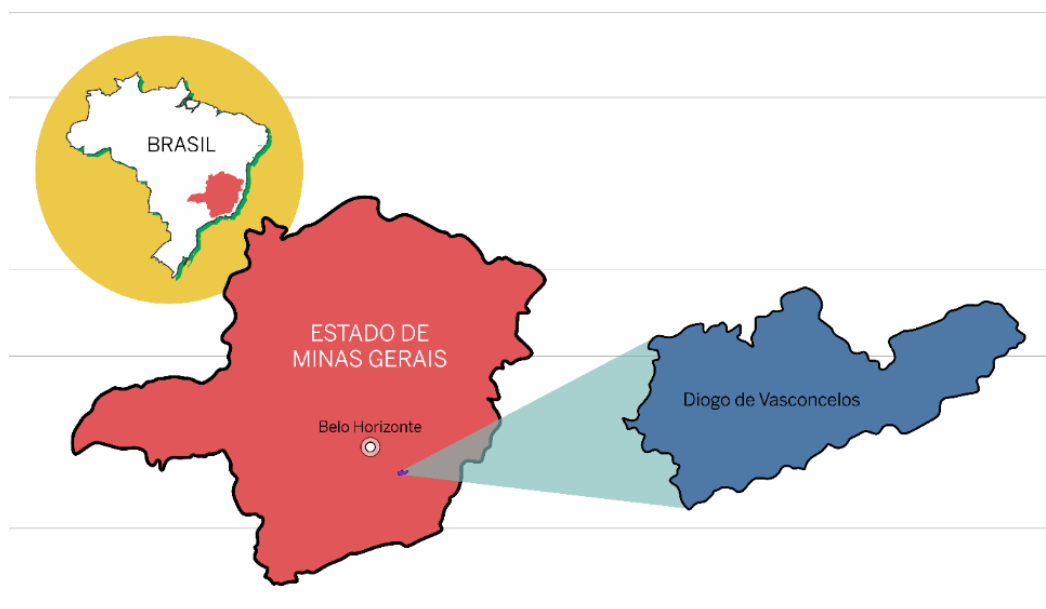 BRASIL
ESTADO DE
MINAS GERAIS
Belo Horizonte
Diogo de Vasconcelos